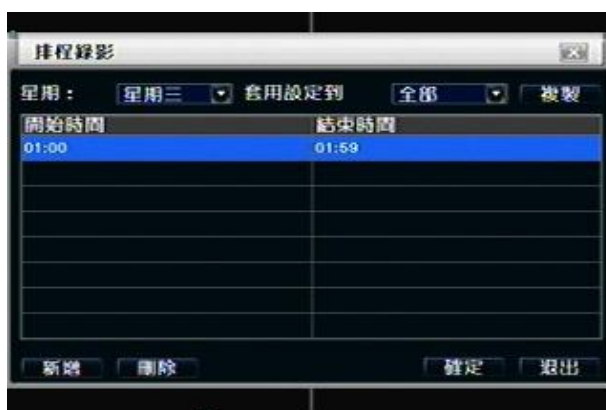 排程錄影
星期： 星期三 套用設定到 全部 複製
開始時間 結束時間
01:00 01:59
新增 刪除 確定 退出